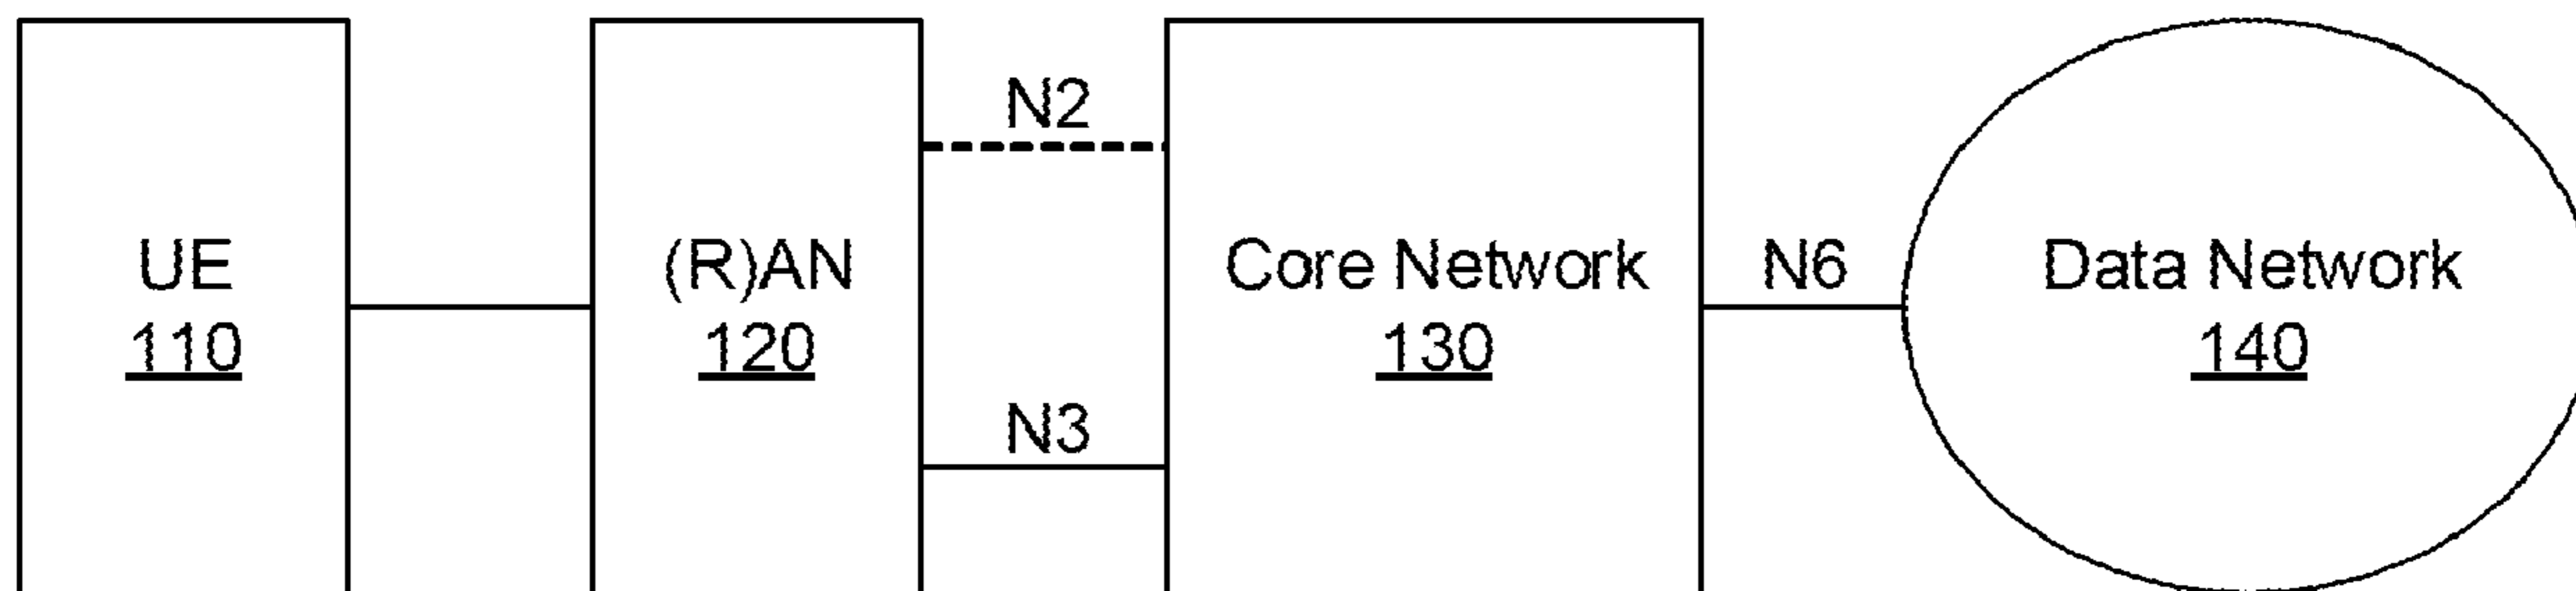 UE
110
(R)AN
120
N2
N3
Core Network
130
N6
Data Network
140